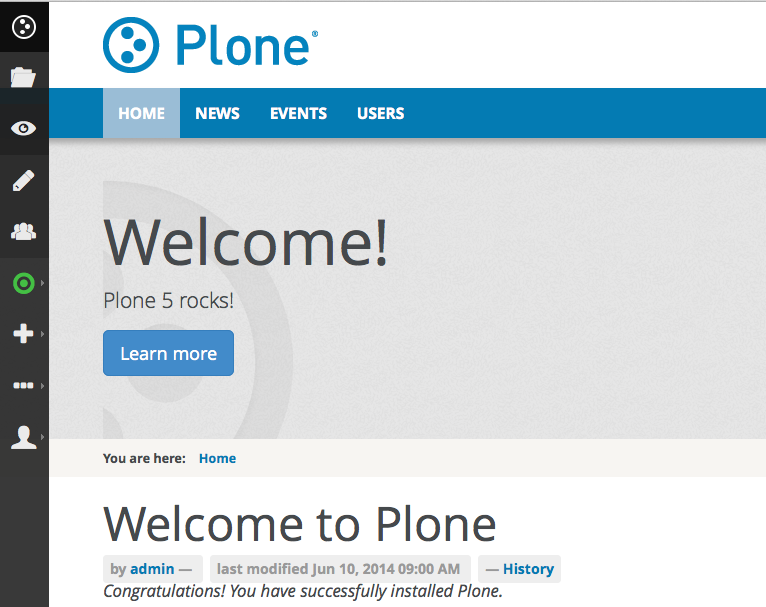 Plone®
HOME NEWS EVENTS USERS
Welcome!
Plone 5 rocks!
Learn more
You are here: Home
Welcome to Plone
by admin — last modified Jun 10, 2014 09:00 AM — History
Congratulations! You have successfully installed Plone.